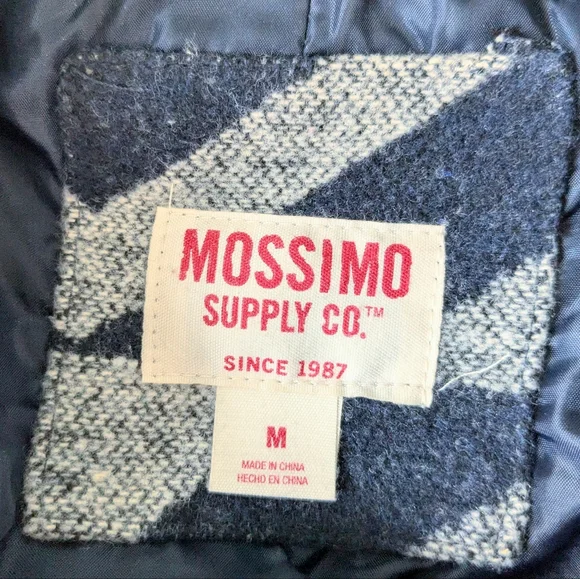 MOSSIMO
SUPPLY CO.™
SINCE 1987
M
MADE IN CHINA
HECHO EN CHINA